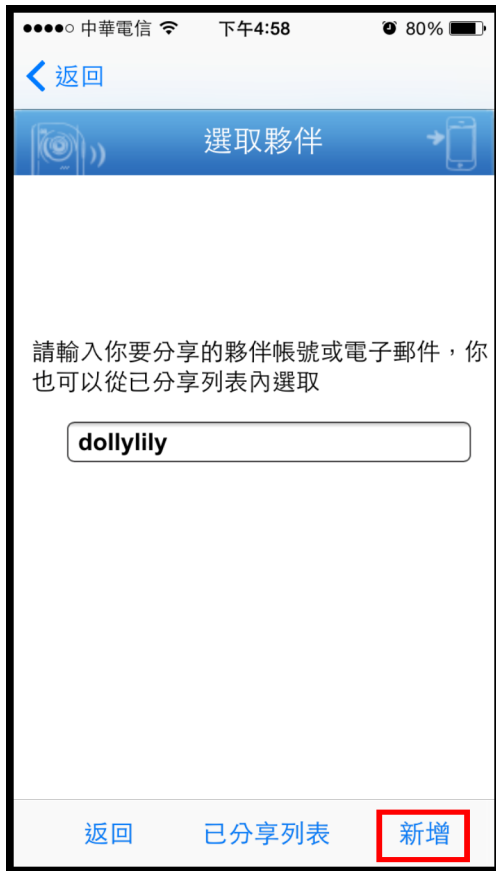 中華電信 下午4:58 80%
返回
選取夥伴
請輸入你要分享的夥伴帳號或電子郵件，你
也可以從已分享列表內選取
dollylily
返回 已分享列表 新增